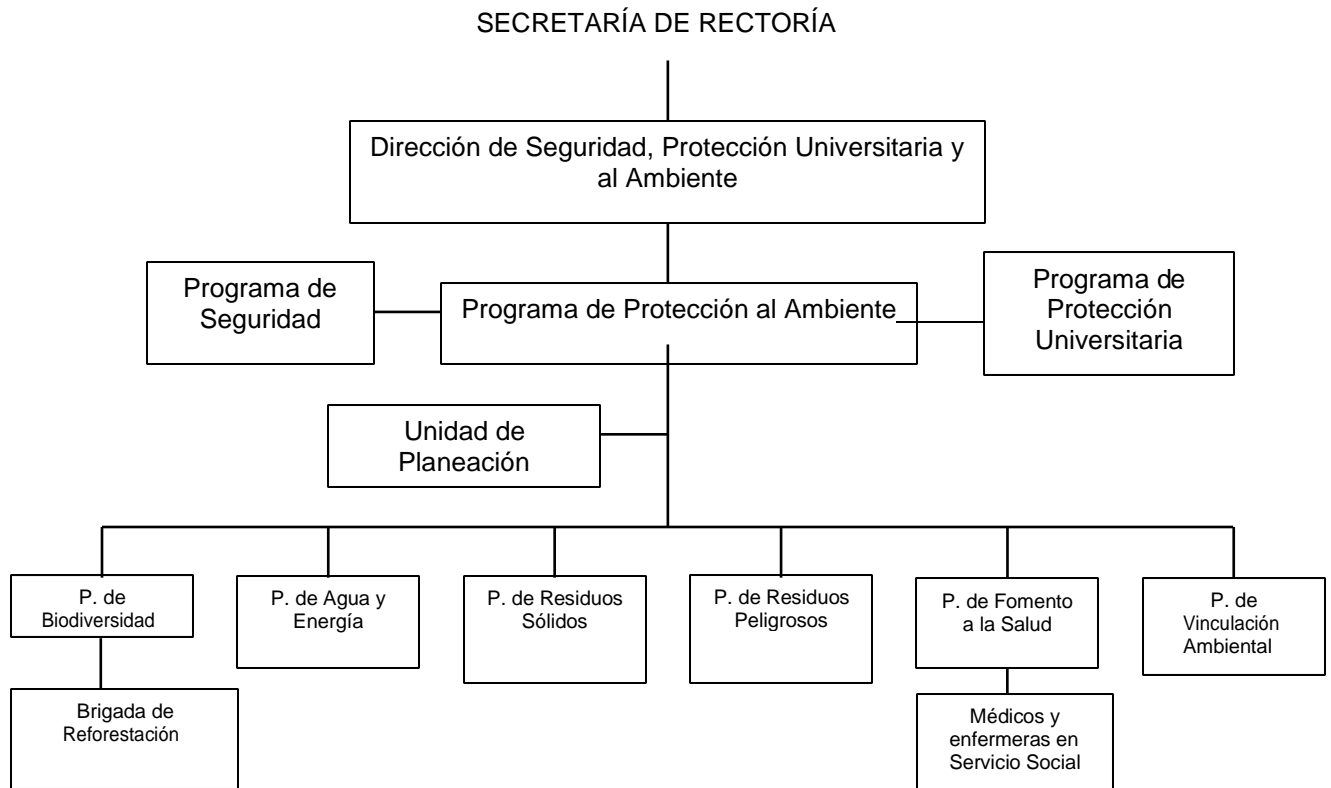 SECRETARÍA DE RECTORÍA
Dirección de Seguridad, Protección Universitaria y
al Ambiente
Programa de
Seguridad
Programa de Protección al Ambiente
Programa de
Protección
Universitaria
Unidad de
Planeación
P. de
Biodiversidad
P. de Agua y
Energía
P. de Residuos
Sólidos
P. de Residuos
Peligrosos
P. de Fomento
a la Salud
P. de
Vinculación
Ambiental
Brigada de
Reforestación
Médicos y
enfermeras en
Servicio Social